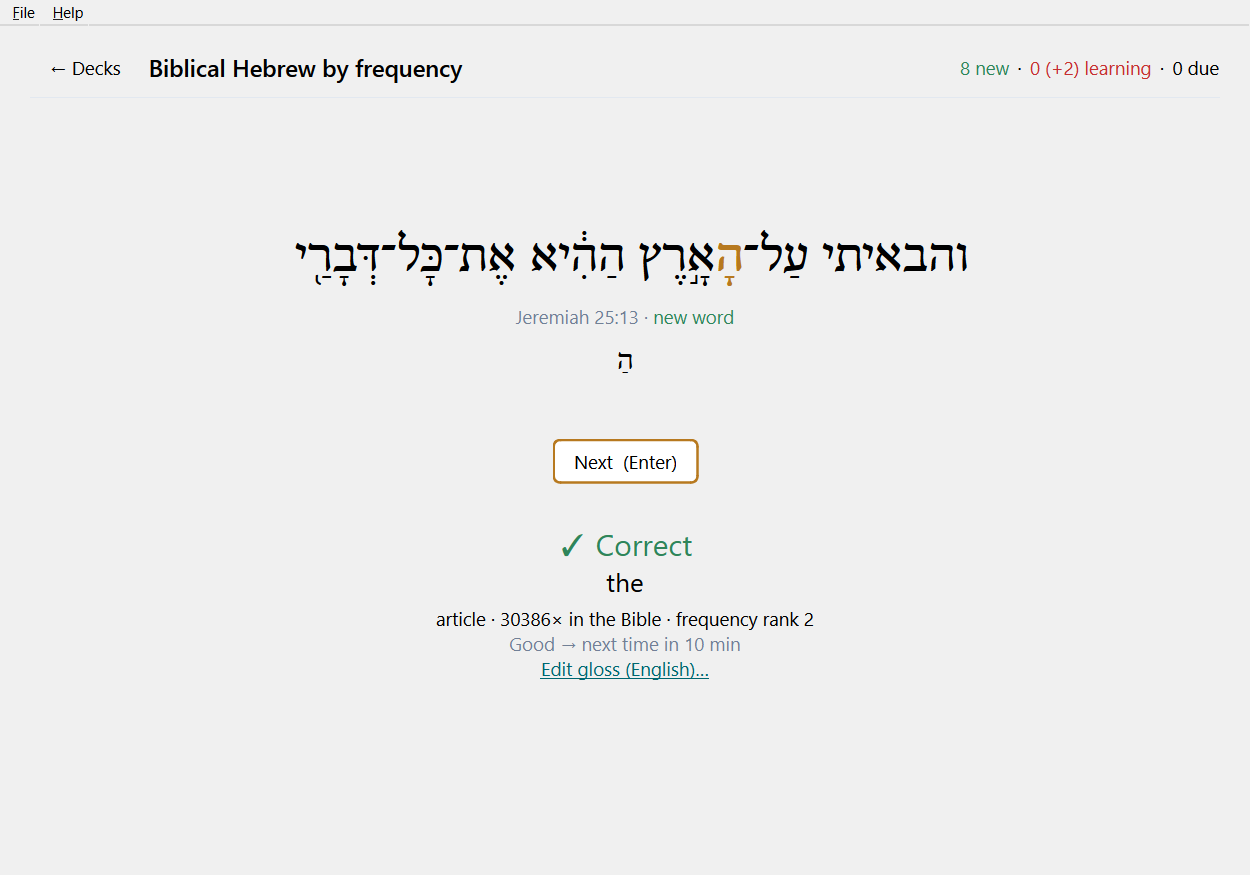 File Help
← Decks Biblical Hebrew by frequency 8 new · 0 (+2) learning · 0 due
והבאיתי עַל־הָאָ֣רֶץ הַהִ֔יא אֶת־כָּל־דְּבָרַ֖י
Jeremiah 25:13 · new word
הַ
Next (Enter)
✓ Correct
the
article · 30386× in the Bible · frequency rank 2
Good → next time in 10 min
Edit gloss (English)...